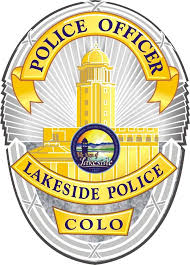 POLICE OFFICER
LAKESIDE POLICE
Lakeside
COLO